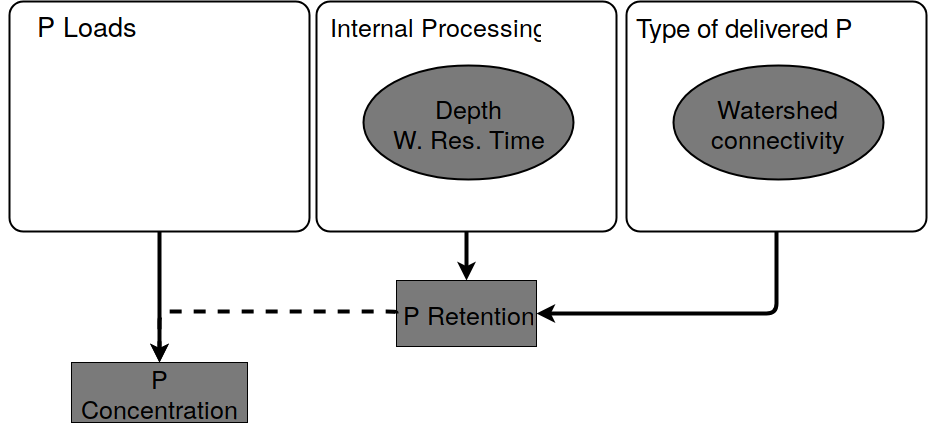 P Loads
Internal Processing
Type of delivered P
Depth
W. Res. Time
Watershed
connectivity
P Retention
P
Concentration